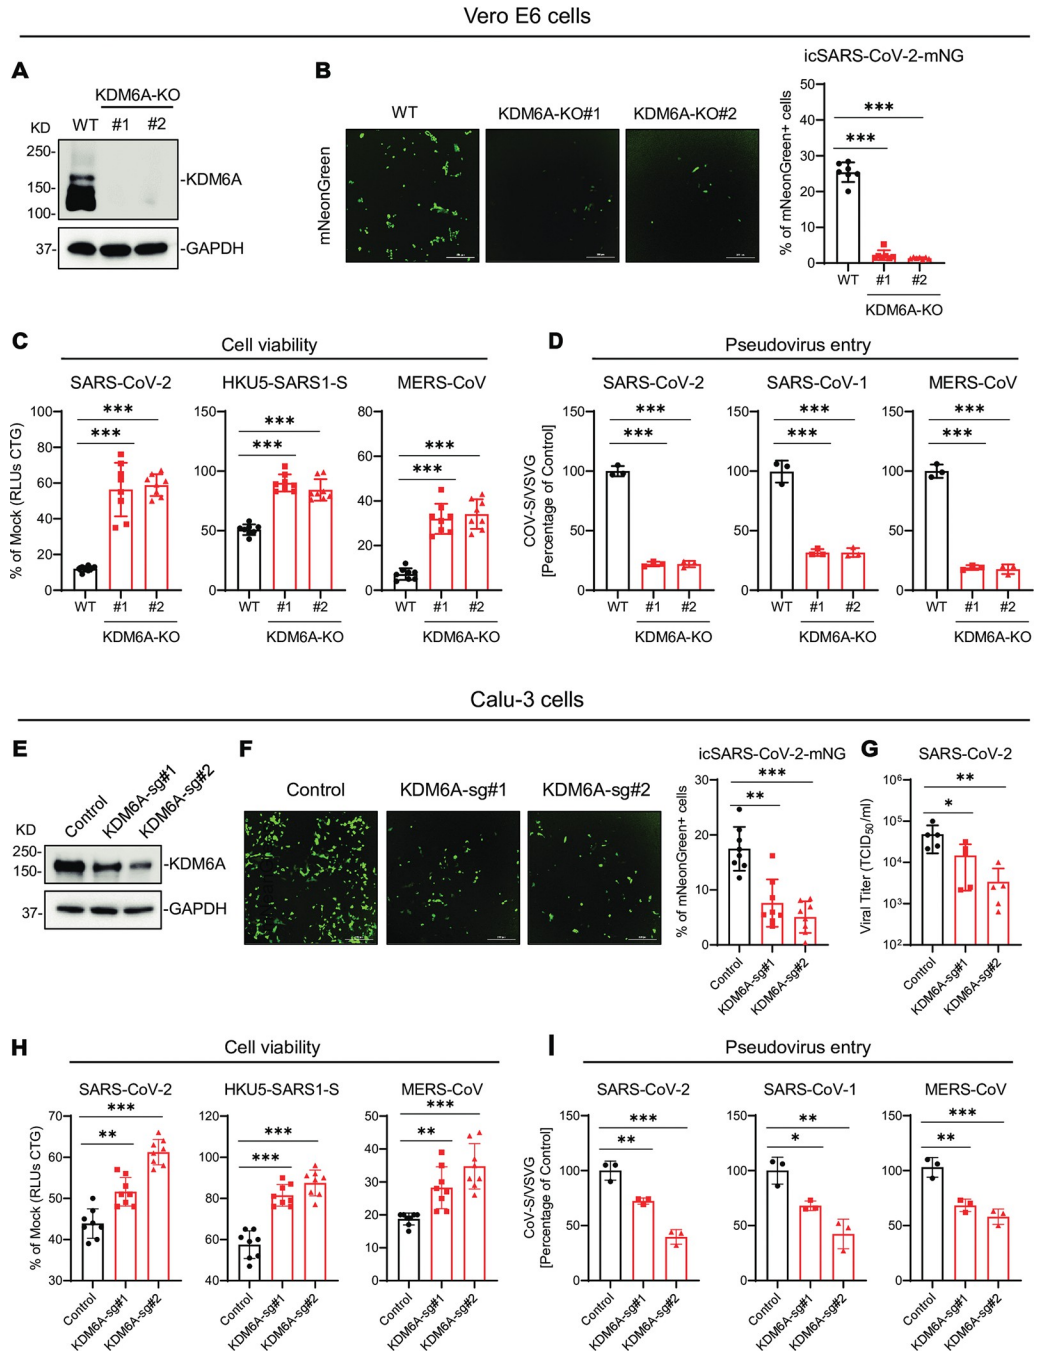 Vero E6 cells
A
KDM6A-KO
KD WT #1 #2
250-
150-
100-
-KDM6A
37-
-GAPDH
B
WT
KDM6A-KO#1
KDM6A-KO#2
mNeonGreen
icSARS-CoV-2-mNG
% of mNeonGreen+ cells
50
40
30
20
10
0
***
***
WT #1 #2
KDM6A-KO
C
Cell viability
SARS-CoV-2
HKU5-SARS1-S
MERS-CoV
% of Mock (RLUs CTG)
100
80
60
40
20
0
***
***
WT #1 #2
KDM6A-KO
150
100
50
0
***
***
WT #1 #2
KDM6A-KO
80
60
40
20
0
***
***
WT #1 #2
KDM6A-KO
D
Pseudovirus entry
SARS-CoV-2
SARS-CoV-1
MERS-CoV
COV-S/VSVG
[Percentage of Control]
150
100
50
0
***
***
WT #1 #2
KDM6A-KO
150
100
50
0
***
***
WT #1 #2
KDM6A-KO
150
100
50
0
***
***
WT #1 #2
KDM6A-KO
Calu-3 cells
E
Control
KDM6A-sg#1
KDM6A-sg#2
KD
250-
150-
-KDM6A
37-
-GAPDH
F
Control
KDM6A-sg#1
KDM6A-sg#2
icSARS-CoV-2-mNG
% of mNeonGreen+ cells
30
20
10
0
***
**
Control
KDM6A-sg#1
KDM6A-sg#2
G
SARS-CoV-2
Viral Titer (TCID50/ml)
10⁶
10⁵
10⁴
10³
10²
**
*
Control
KDM6A-sg#1
KDM6A-sg#2
H
Cell viability
SARS-CoV-2
HKU5-SARS1-S
MERS-CoV
% of Mock (RLUs CTG)
70
60
50
40
30
***
**
Control
KDM6A-sg#1
KDM6A-sg#2
120
100
80
60
40
***
***
Control
KDM6A-sg#1
KDM6A-sg#2
50
40
30
20
10
0
***
**
Control
KDM6A-sg#1
KDM6A-sg#2
I
Pseudovirus entry
SARS-CoV-2
SARS-CoV-1
MERS-CoV
CoV-S/VSVG
[Percentage of Control]
150
100
50
0
***
**
Control
KDM6A-sg#1
KDM6A-sg#2
150
100
50
0
**
*
Control
KDM6A-sg#1
KDM6A-sg#2
150
100
50
0
***
**
Control
KDM6A-sg#1
KDM6A-sg#2